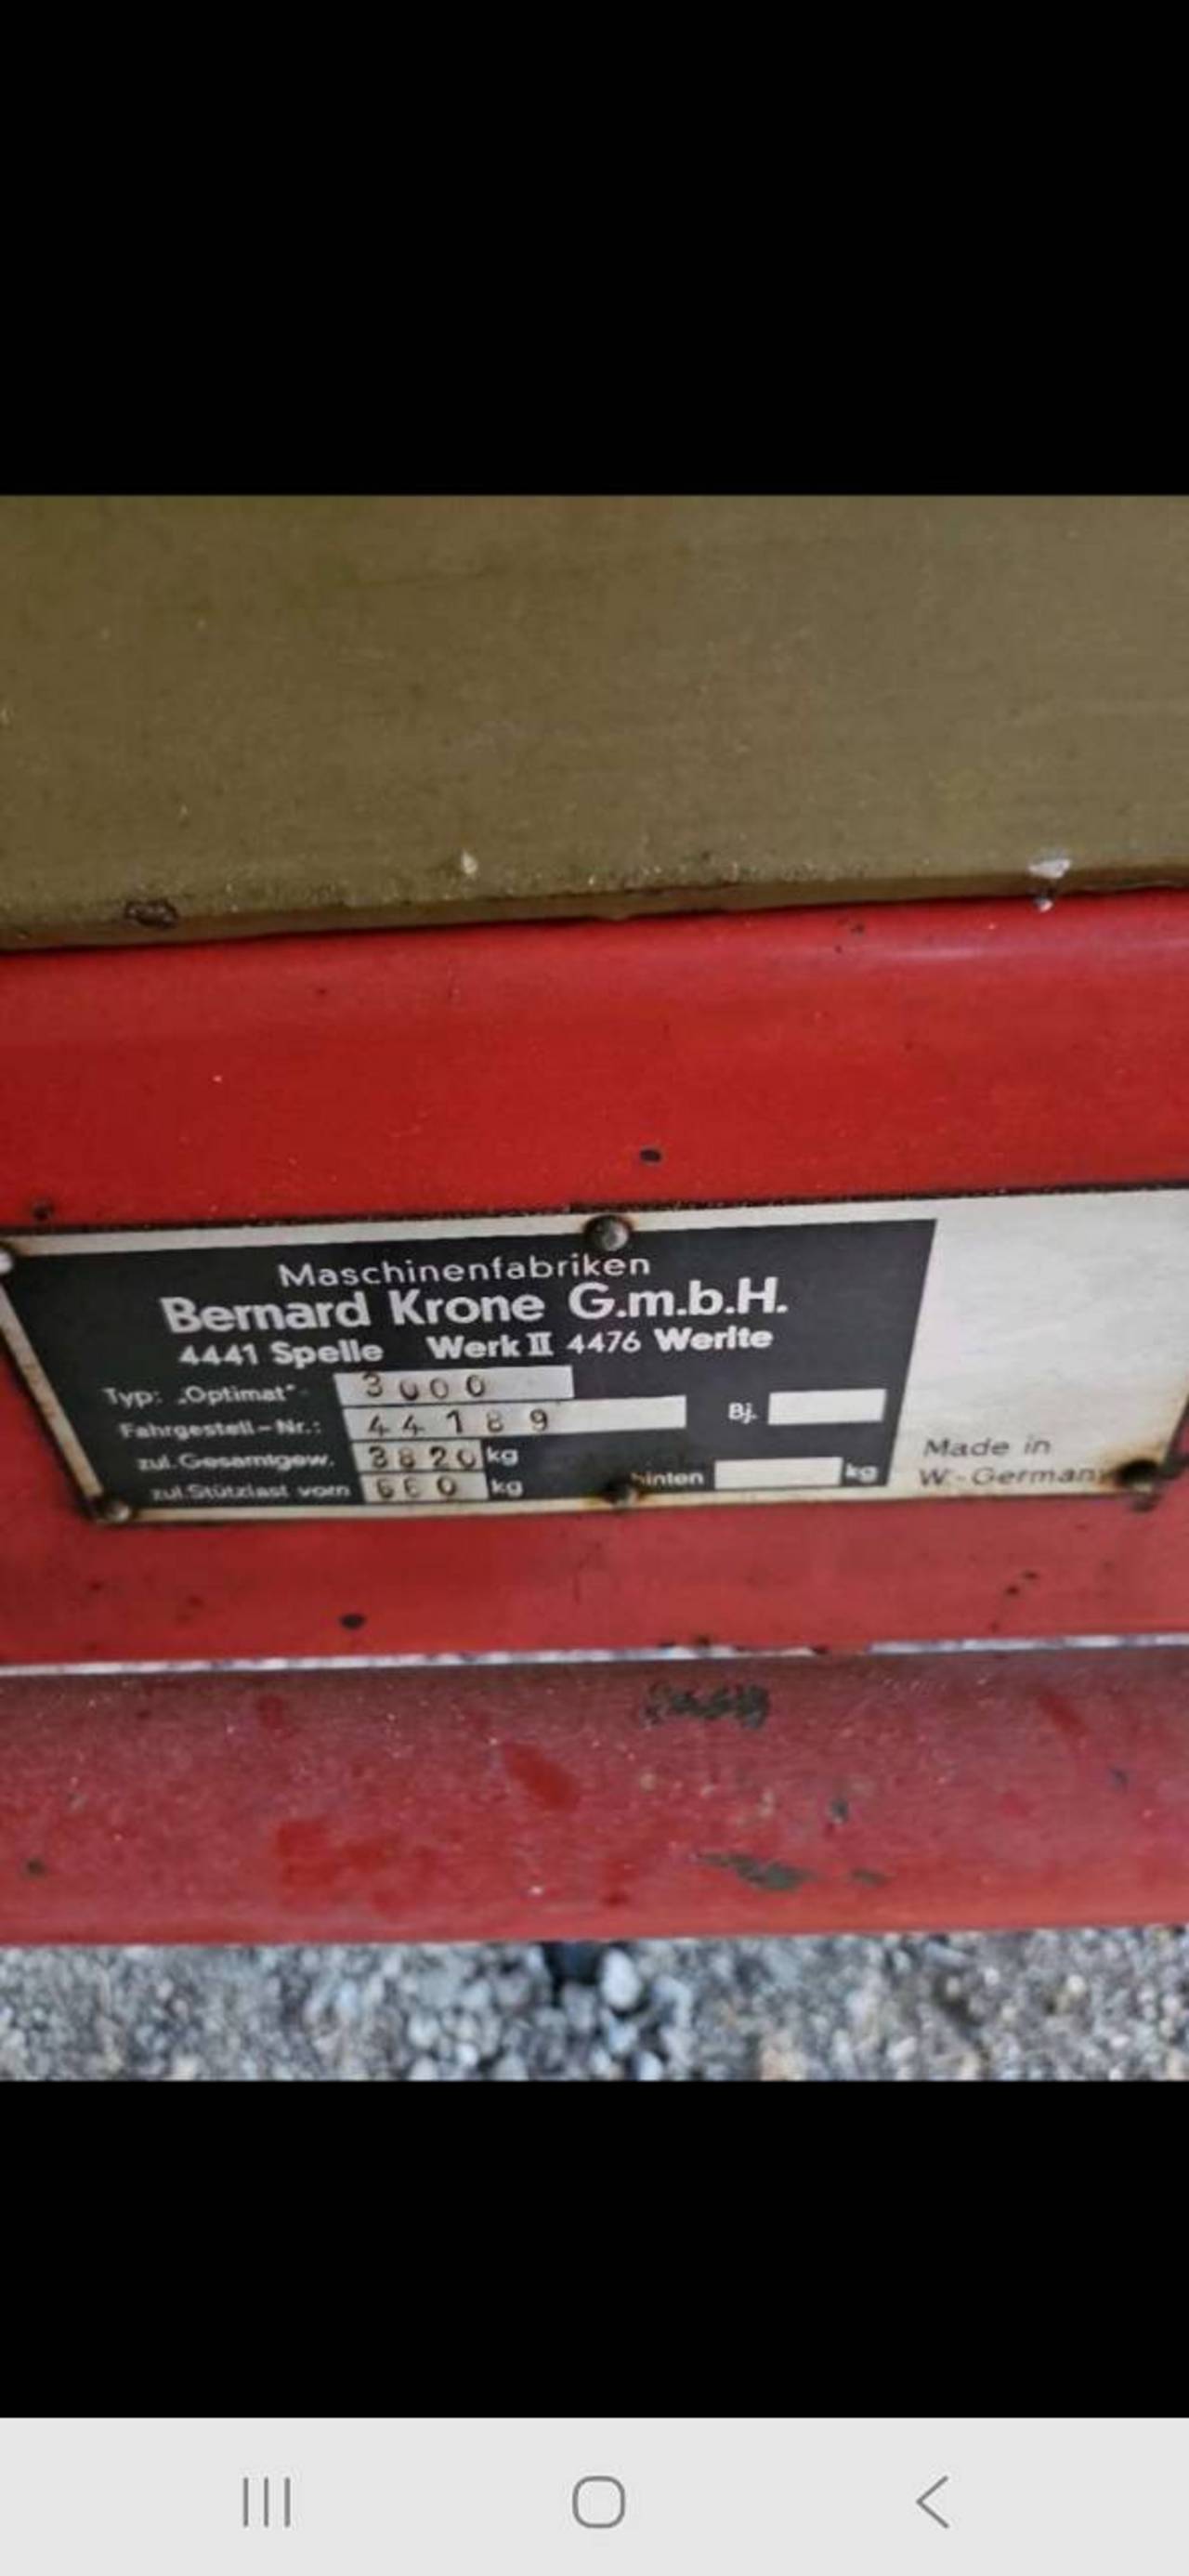 Maschinenfabriken
Bernard Krone G.m.b.H.
4441 Spelle Werk II 4476 Werlte
Typ: „Optimat" 3000
Fahrgestell-Nr.: 44189 Bj.
zul. Gesamtgew. 3820 kg
zul. Stützlast vorn 660 kg hinten kg
Made in
W.-Germany